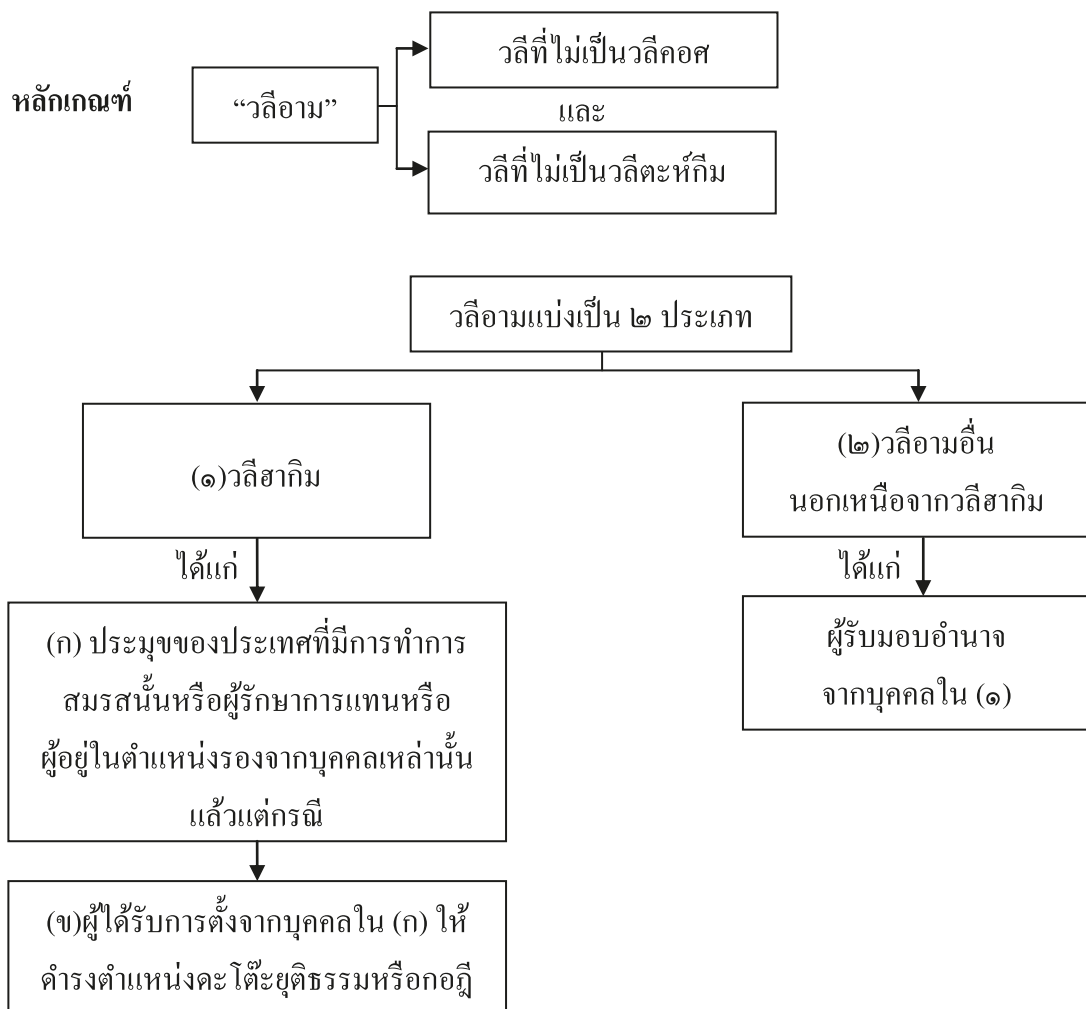 วลีที่ไม่เป็นวลีคอศ
หลักเกณฑ์
“วลีอาม”
และ
วลีที่ไม่เป็นวลีตะห์กีม
วลีอามแบ่งเป็น ๒ ประเภท
(๑)วลีฮากิม
(๒)วลีอามอื่น
นอกเหนือจากวลีฮากิม
ได้แก่
ได้แก่
(ก) ประมุขของประเทศที่มีการทำการ
สมรสนั้นหรือผู้รักษาการแทนหรือ
ผู้อยู่ในตำแหน่งรองจากบุคคลเหล่านั้น
แล้วแต่กรณี
ผู้รับมอบอำนาจ
จากบุคคลใน (๑)
(ข)ผู้ได้รับการตั้งจากบุคคลใน (ก) ให้
ดำรงตำแหน่งดะโต๊ะยุติธรรมหรือกอฎี